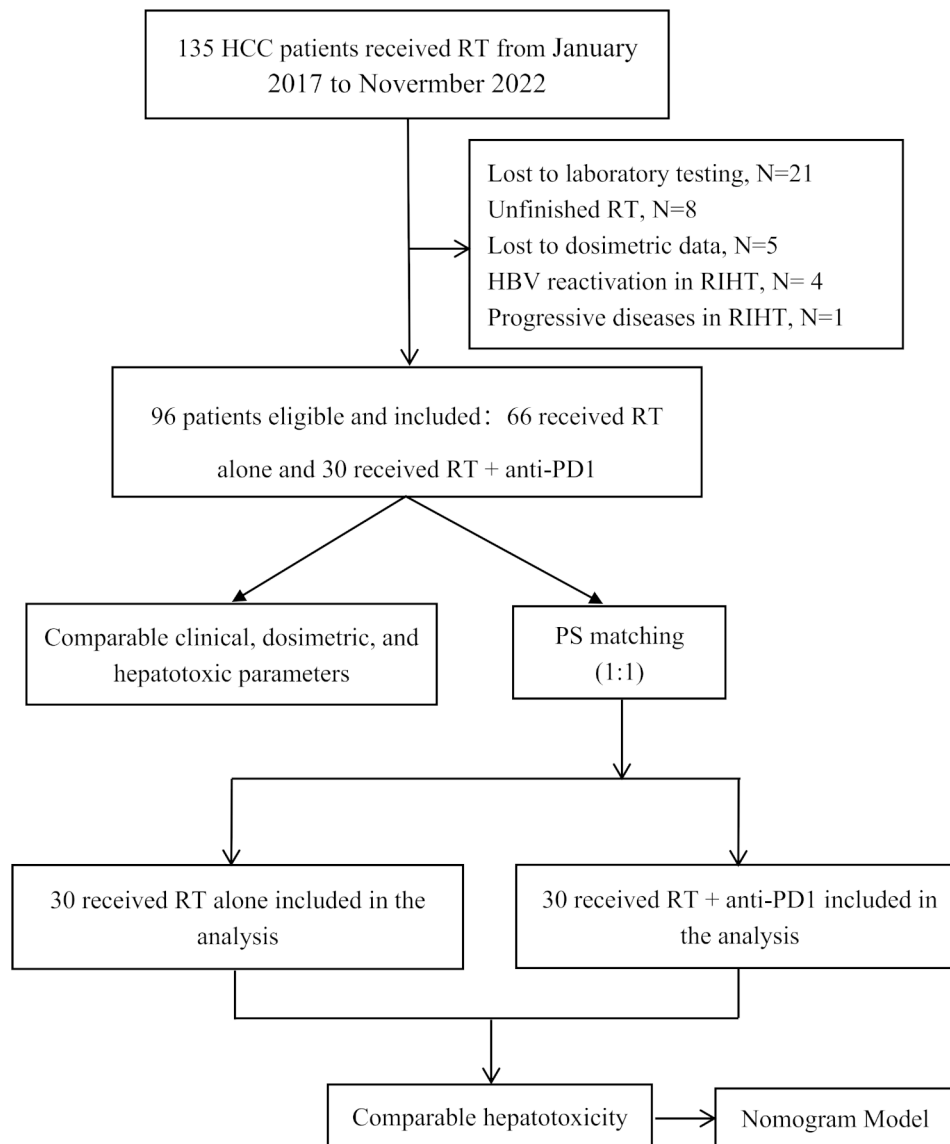 135 HCC patients received RT from January
2017 to Novermber 2022
Lost to laboratory testing, N=21
Unfinished RT, N=8
Lost to dosimetric data, N=5
HBV reactivation in RIHT, N= 4
Progressive diseases in RIHT, N=1
96 patients eligible and included：66 received RT
alone and 30 received RT + anti-PD1
Comparable clinical, dosimetric, and
hepatotoxic parameters
PS matching
(1:1)
30 received RT alone included in the
analysis
30 received RT + anti-PD1 included in
the analysis
Comparable hepatotoxicity
Nomogram Model